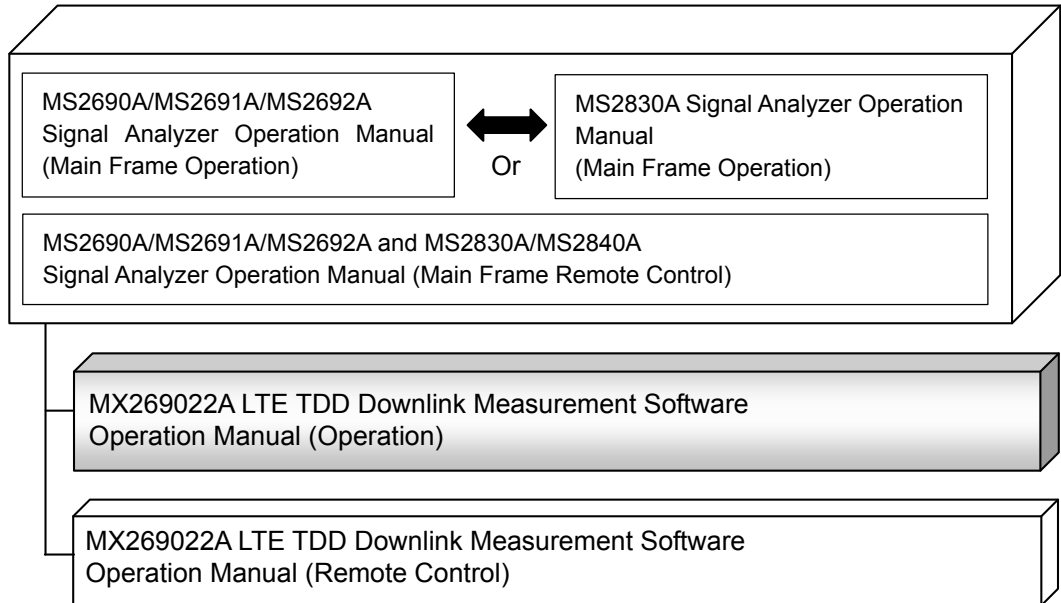 MS2690A/MS2691A/MS2692A
Signal Analyzer Operation Manual
(Main Frame Operation)
Or
MS2830A Signal Analyzer Operation
Manual
(Main Frame Operation)
MS2690A/MS2691A/MS2692A and MS2830A/MS2840A
Signal Analyzer Operation Manual (Main Frame Remote Control)
MX269022A LTE TDD Downlink Measurement Software
Operation Manual (Operation)
MX269022A LTE TDD Downlink Measurement Software
Operation Manual (Remote Control)